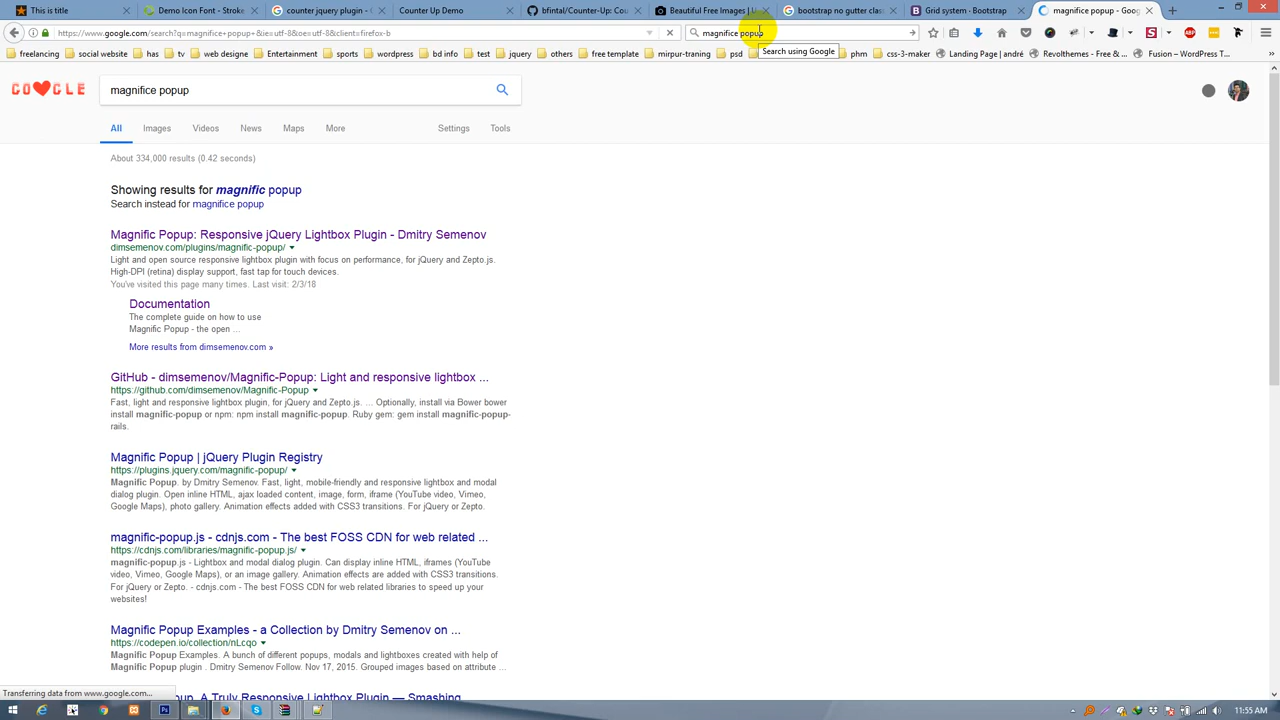 This is title
Demo Icon Font - Stroke
counter jquery plugin -
Counter Up Demo
bfintal/Counter-Up: Cou
Beautiful Free Images | U
bootstrap no gutter clas
Grid system · Bootstrap
magnifice popup - Goo
https://www.google.com/search?q=magnifice+popup+&ie=utf-8&oe=utf-8&client=firefox-b
magnifice popup
freelancing
social website
has
tv
web designe
Entertainment
sports
wordpress
bd info
test
jquery
others
free template
mirpur-traning
psd
phm
css-3-maker
Landing Page | andré
Revolthemes = Ho...
Fusion – WordPress T...
Search using Google
magnifice popup
All
Images
Videos
News
Maps
More
Settings
Tools
About 334,000 results (0.42 seconds)
Showing results for magnific popup
Search instead for magnifice popup
Magnific Popup: Responsive jQuery Lightbox Plugin - Dmitry Semenov
dimsemenov.com/plugins/magnific-popup/
Light and open source responsive lightbox plugin with focus on performance, for jQuery and Zepto.js.
High-DPI (retina) display support, fast tap for touch devices.
You've visited this page many times. Last visit: 2/3/18
Documentation
The complete guide on how to use
Magnific Popup - the open ...
More results from dimsemenov.com »
GitHub - dimsemenov/Magnific-Popup: Light and responsive lightbox ...
https://github.com/dimsemenov/Magnific-Popup
Fast, light and responsive lightbox plugin, for jQuery and Zepto.js. ... Optionally, install via Bower bower
install magnific-popup or npm: npm install magnific-popup. Ruby gem: gem install magnific-popup-
rails.
Magnific Popup | jQuery Plugin Registry
https://plugins.jquery.com/magnific-popup/
Magnific Popup. by Dmitry Semenov. Fast, light, mobile-friendly and responsive lightbox and modal
dialog plugin. Open inline HTML, ajax loaded content, image, form, iframe (YouTube video, Vimeo,
Google Maps), photo gallery. Animation effects added with CSS3 transitions. For jQuery or Zepto.
magnific-popup.js - cdnjs.com - The best FOSS CDN for web related ...
https://cdnjs.com/libraries/magnific-popup.js/
magnific-popup.js - Lightbox and modal dialog plugin. Can display inline HTML, iframes (YouTube
video, Vimeo, Google Maps), or an image gallery. Animation effects are added with CSS3 transitions.
For jQuery or Zepto. - cdnjs.com - The best FOSS CDN for web related libraries to speed up your
websites!
Magnific Popup Examples - a Collection by Dmitry Semenov on ...
https://codepen.io/collection/nLcqo
Magnific Popup Examples. A bunch of different popups, modals and lightboxes created with help of
Magnific Popup plugin . Dmitry Semenov Follow. Nov 17, 2015. Grouped images based on attribute ...
Popup, A Truly Responsive Lightbox Plugin — Smashing
Transferring data from www.google.com...
11:55 AM